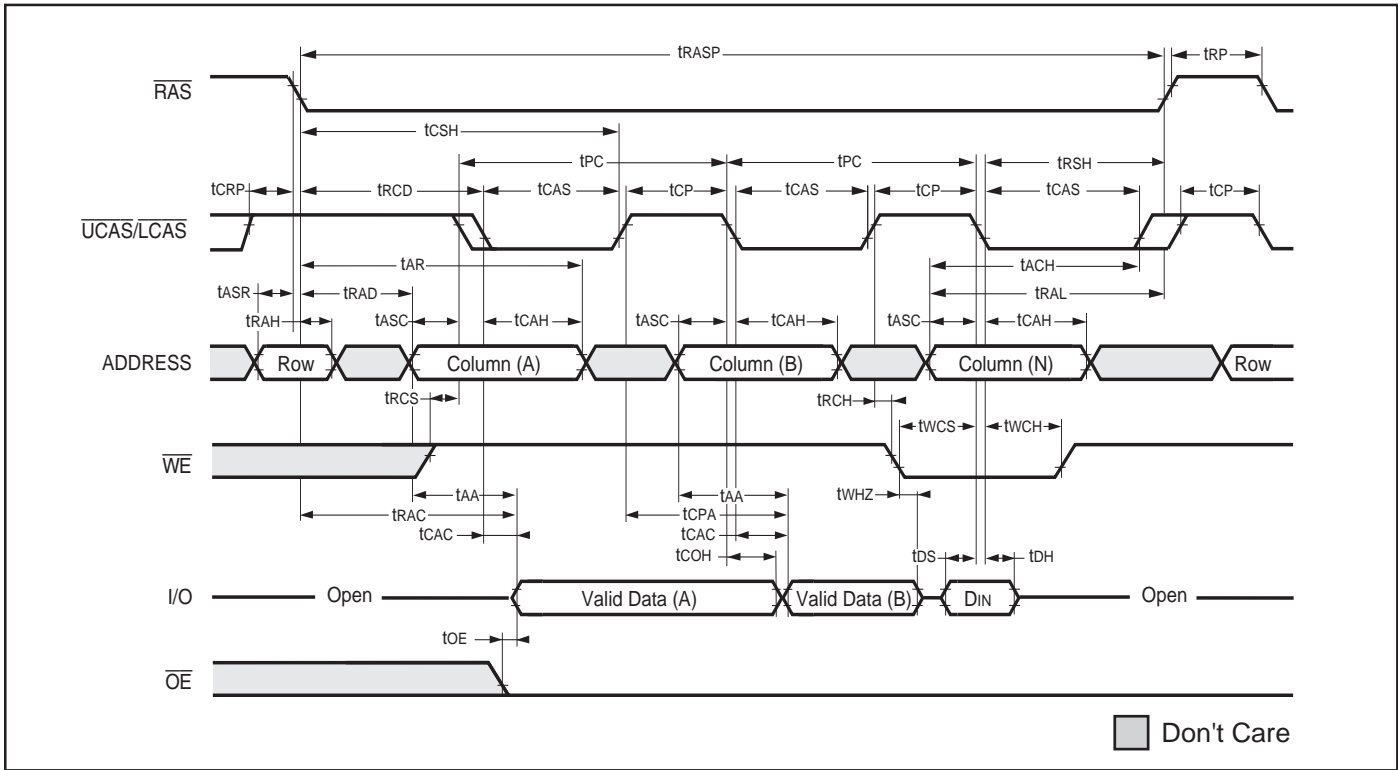 tRASP
tRP
RAS
tCSH
tPC
tPC
tRSH
tCRP
tRCD
tCAS
tCP
tCAS
tCP
tCAS
tCP
UCAS/LCAS
tAR
tACH
tASR
tRAD
tRAL
tRAH
tASC
tCAH
tASC
tCAH
tASC
tCAH
ADDRESS
Row
Column (A)
Column (B)
Column (N)
Row
tRCS
tRCH
tWCS
tWCH
WE
tAA
tAA
tWHZ
tRAC
tCPA
tCAC
tCAC
tCOH
tDS
tDH
I/O
Open
Valid Data (A)
Valid Data (B)
DIN
Open
tOE
OE
Don't Care